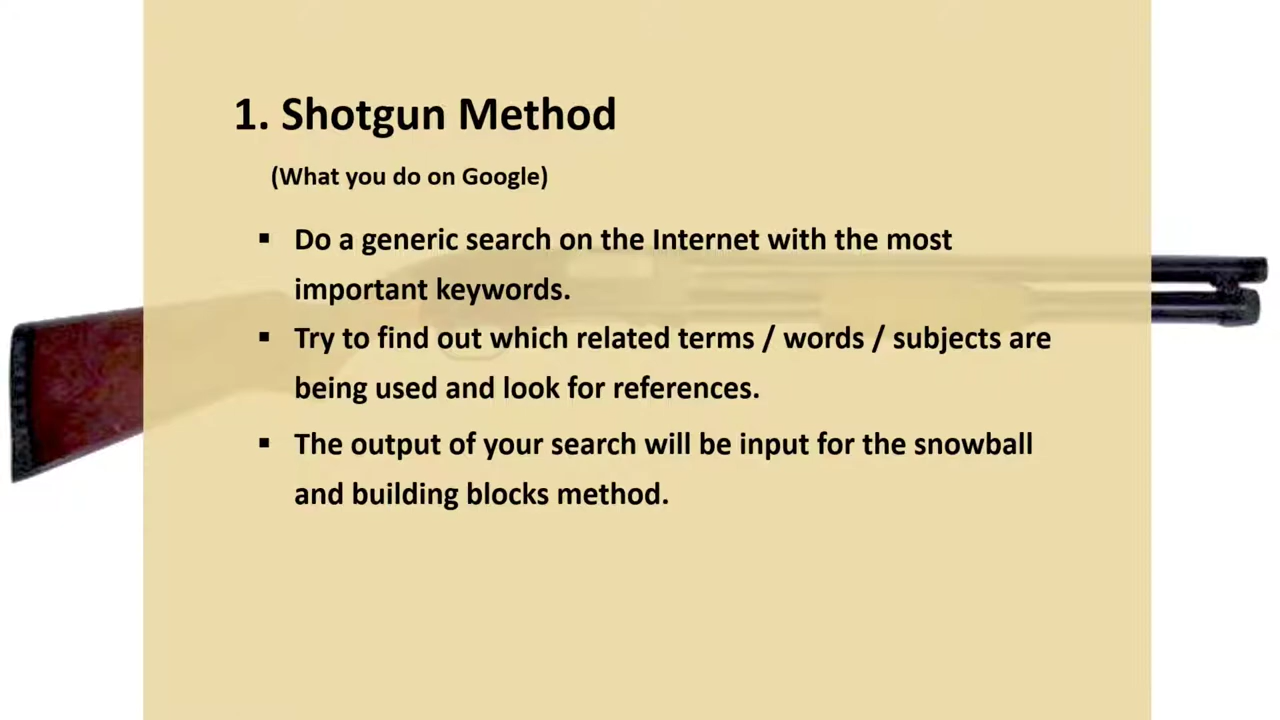 1. Shotgun Method
(What you do on Google)
▪ Do a generic search on the Internet with the most
important keywords.
▪ Try to find out which related terms / words / subjects are
being used and look for references.
▪ The output of your search will be input for the snowball
and building blocks method.